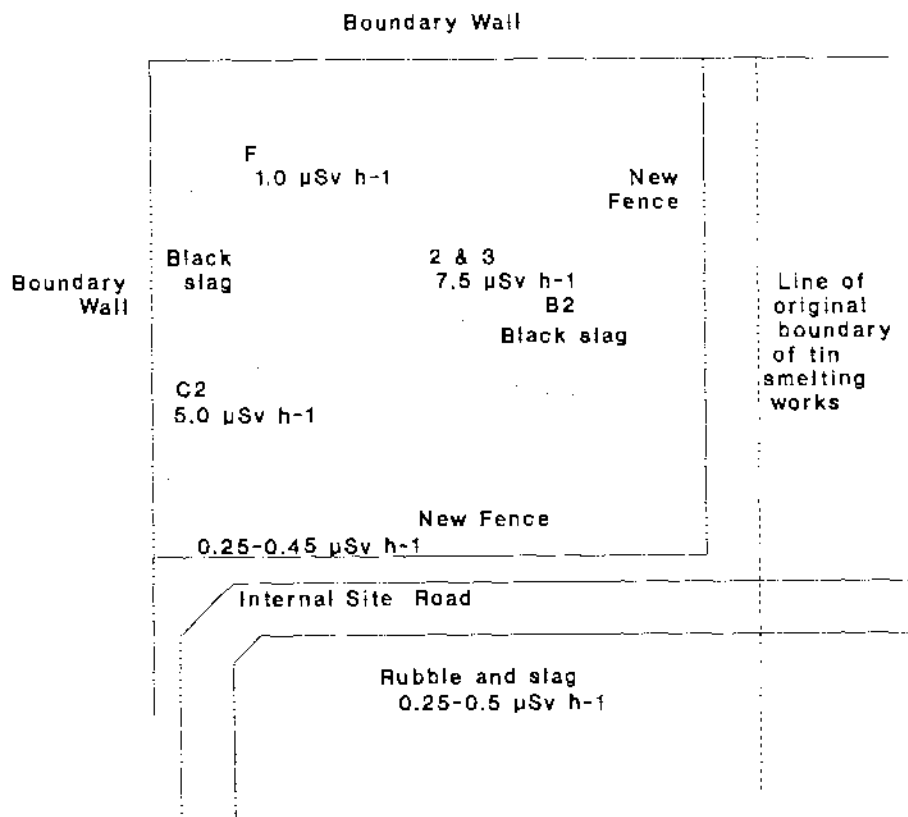 Boundary Wall
F
1.0 µSv h-1
New
Fence
Black
slag
2 & 3
7.5 µSv h-1
B2
Black slag
Boundary
Wall
Line of
original
boundary
of tin
smelting
works
C2
5.0 µSv h-1
New Fence
0.25-0.45 µSv h-1
Internal Site Road
Rubble and slag
0.25-0.5 µSv h-1